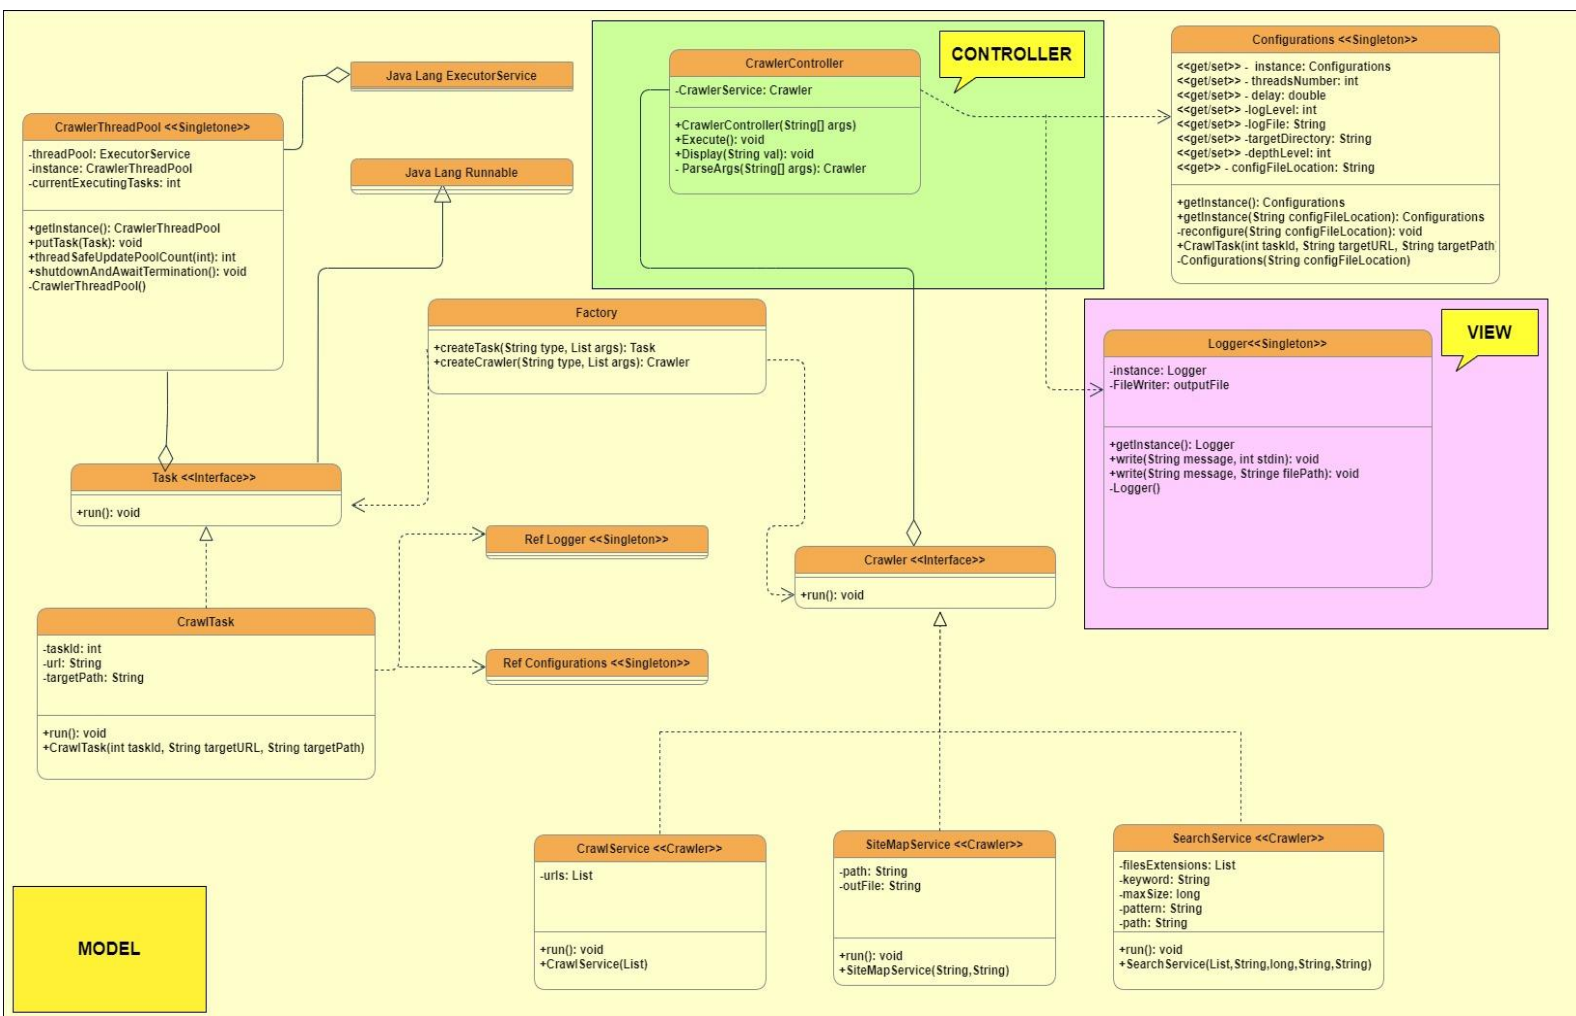 Java Lang ExecutorService
CrawlerThreadPool <<Singletone>>
-threadPool: ExecutorService
-instance: CrawlerThreadPool
-currentExecutingTasks: int
+getInstance(): CrawlerThreadPool
+putTask(Task): void
+threadSafeUpdatePoolCount(int): int
+shutdownAndAwaitTermination(): void
-CrawlerThreadPool()
Java Lang Runnable
CONTROLLER
CrawlerController
-CrawlerService: Crawler
+CrawlerController(String[] args)
+Execute(): void
+Display(String val): void
- ParseArgs(String[] args): Crawler
Configurations <<Singleton>>
<<get/set>> - instance: Configurations
<<get/set>> - threadsNumber: int
<<get/set>> - delay: double
<<get/set>> -logLevel: int
<<get/set>> -logFile: String
<<get/set>> -targetDirectory: String
<<get/set>> -depthLevel: int
<<get>> - configFileLocation: String
+getInstance(): Configurations
+getInstance(String configFileLocation): Configurations
-reconfigure(String configFileLocation): void
+CrawlTask(int taskId, String targetURL, String targetPath
-Configurations(String configFileLocation)
Factory
+createTask(String type, List args): Task
+createCrawler(String type, List args): Crawler
VIEW
Logger<<Singleton>>
-instance: Logger
-FileWriter: outputFile
+getInstance(): Logger
+write(String message, int stdin): void
+write(String message, Stringe filePath): void
-Logger()
Task <<Interface>>
+run(): void
Ref Logger <<Singleton>>
Crawler <<Interface>>
+run(): void
CrawlTask
-taskId: int
-url: String
-targetPath: String
+run(): void
+CrawlTask(int taskId, String targetURL, String targetPath)
Ref Configurations <<Singleton>>
CrawlService <<Crawler>>
-urls: List
+run(): void
+CrawlService(List)
SiteMapService <<Crawler>>
-path: String
-outFile: String
+run(): void
+SiteMapService(String,String)
SearchService <<Crawler>>
-filesExtensions: List
-keyword: String
-maxSize: long
-pattern: String
-path: String
+run(): void
+SearchService(List,String,long,String,String)
MODEL